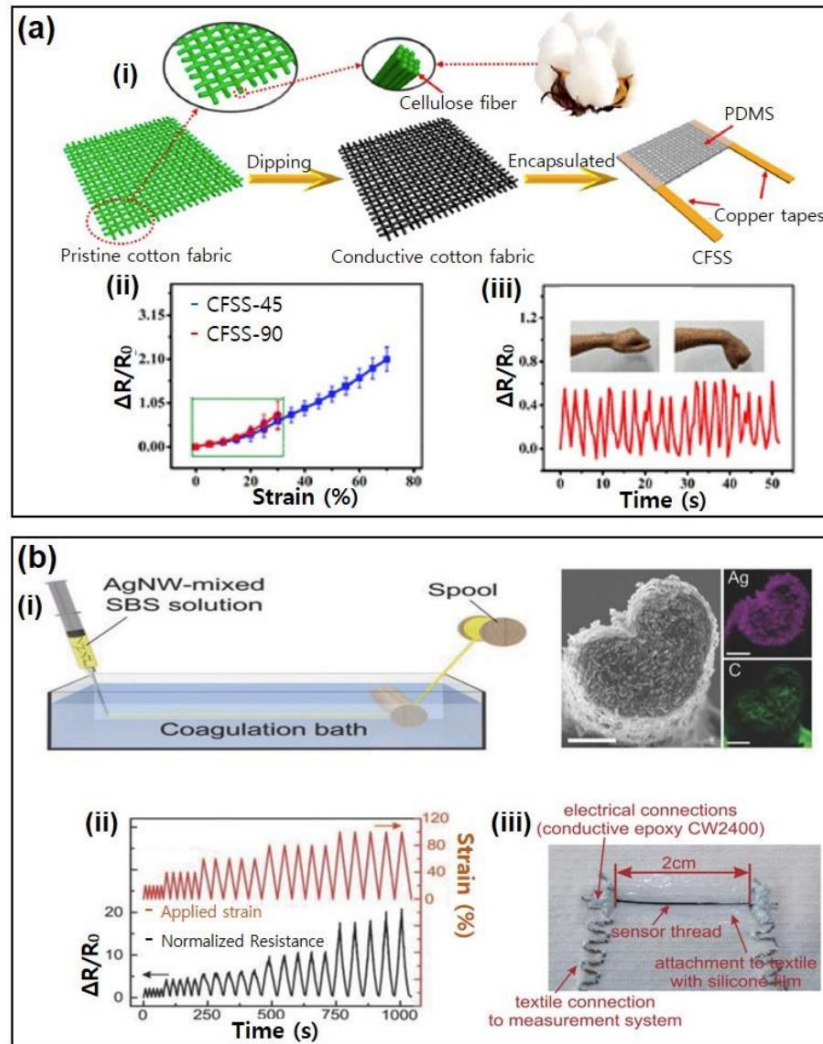 (a)
(i)
Cellulose fiber
PDMS
Dipping
Encapsulated
Copper tapes
Pristine cotton fabric
Conductive cotton fabric
CFSS
(ii)
CFSS-45
CFSS-90
ΔR/R0
3.15
2.10
1.05
0.00
0 20 40 60 80
Strain (%)
(iii)
ΔR/R0
1.2
0.8
0.4
0.0
0 10 20 30 40 50
Time (s)
(b)
(i)
AgNW-mixed
SBS solution
Spool
Coagulation bath
Ag
C
(ii)
120
80
40
0
Strain (%)
Applied strain
Normalized Resistance
ΔR/R0
20
10
5
0
0 250 500 750 1000
Time (s)
(iii)
electrical connections
(conductive epoxy CW2400)
2cm
sensor thread
attachment to textile
with silicone film
textile connection
to measurement system